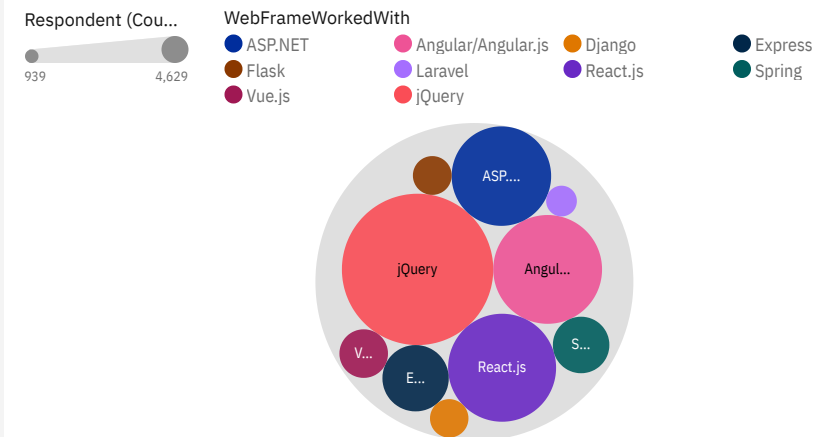 Respondent (Cou...
939 4,629
WebFrameWorkedWith
ASP.NET Angular/Angular.js Django Express
Flask Laravel React.js Spring
Vue.js jQuery
ASP....
jQuery Angul...
V... E... React.js S...